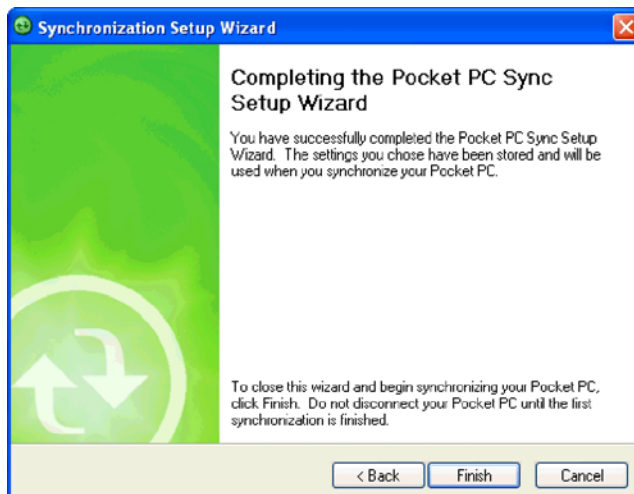 Synchronization Setup Wizard
Completing the Pocket PC Sync
Setup Wizard
You have successfully completed the Pocket PC Sync Setup
Wizard. The settings you chose have been stored and will be
used when you synchronize your Pocket PC.
To close this wizard and begin synchronizing your Pocket PC,
click Finish. Do not disconnect your Pocket PC until the first
synchronization is finished.
< Back Finish Cancel